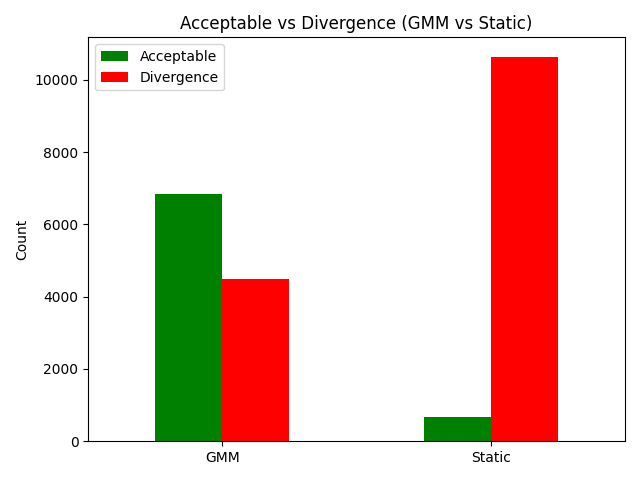 Acceptable vs Divergence (GMM vs Static)
Acceptable
Divergence
10000
8000
6000
4000
2000
0
Count
GMM
Static